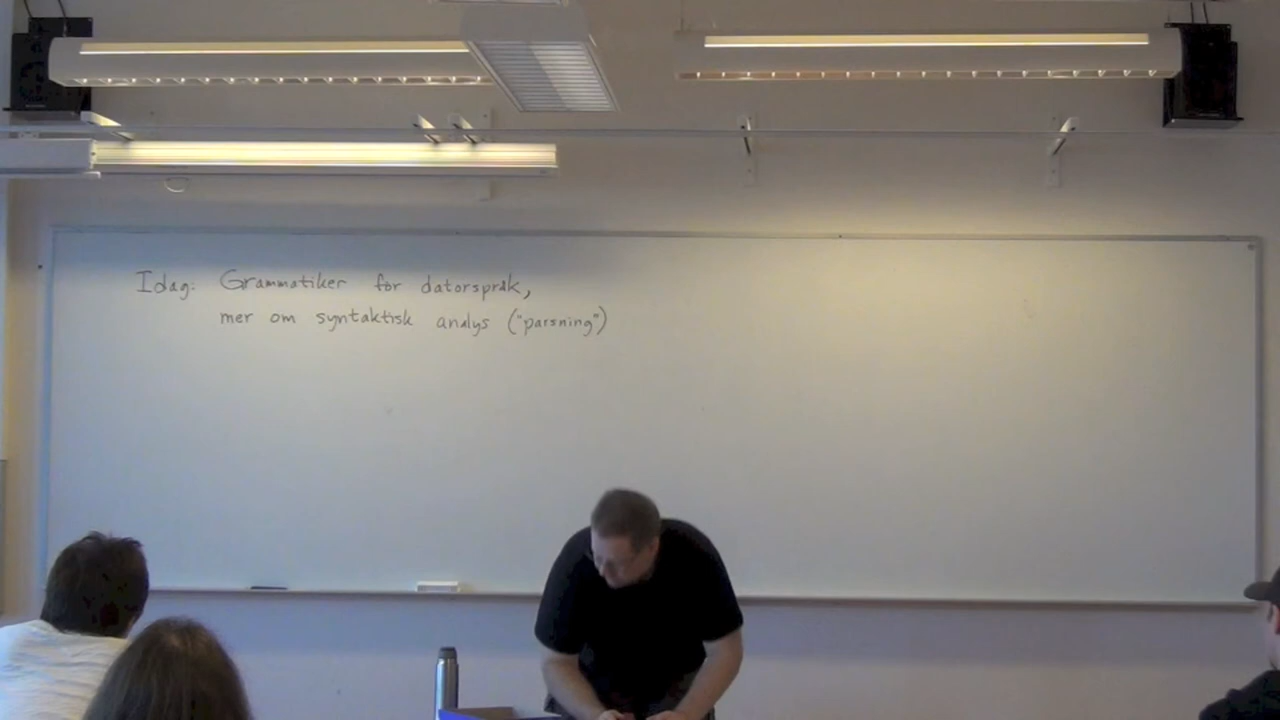 Idag: Grammatiker för datorspråk,
mer om syntaktisk analys ("parsning")